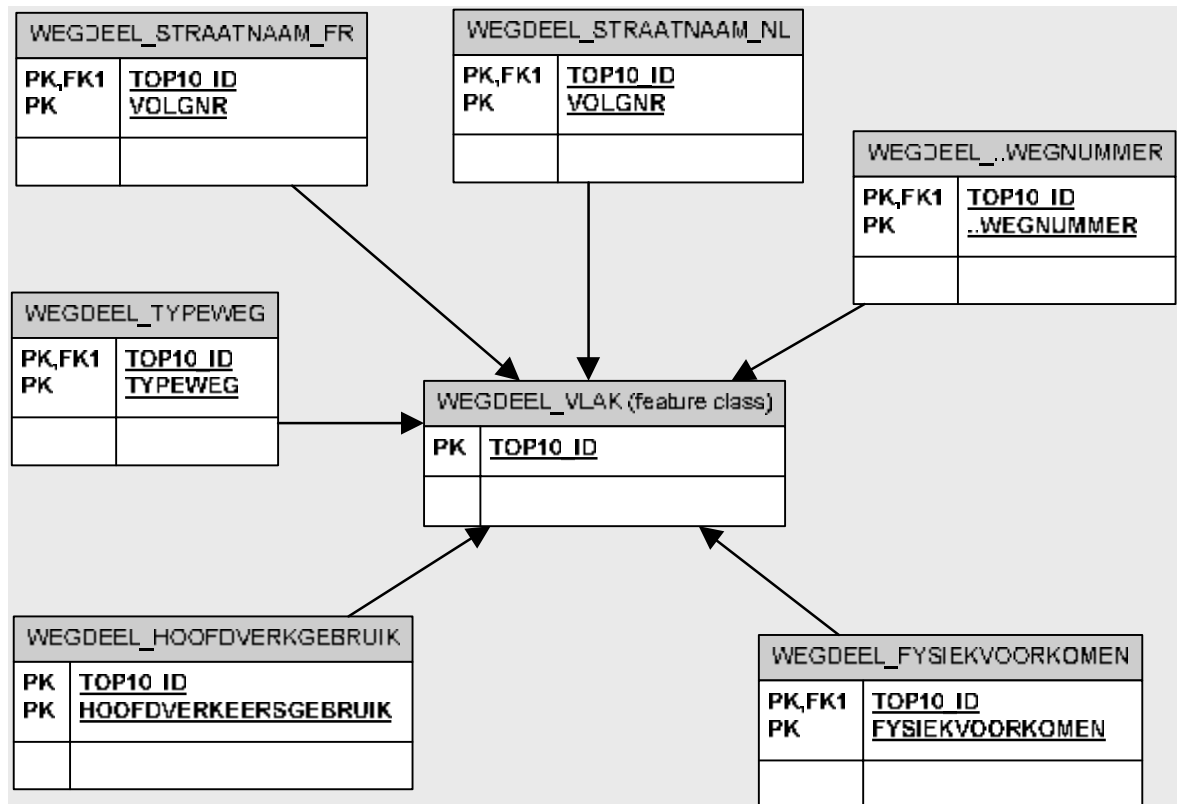 WEGDEEL_STRAATNAAM_FR
PK,FK1 TOP10_ID
PK VOLGNR
WEGDEEL_STRAATNAAM_NL
PK,FK1 TOP10_ID
PK VOLGNR
WEGDEEL_..WEGNUMMER
PK,FK1 TOP10_ID
PK ..WEGNUMMER
WEGDEEL_TYPEWEG
PK,FK1 TOP10_ID
PK TYPEWEG
WEGDEEL_VLAK (feature class)
PK TOP10_ID
WEGDEEL_HOOFDVERKGEBRUIK
PK TOP10_ID
PK HOOFDVERKEERSGEBRUIK
WEGDEEL_FYSIEKVOORKOMEN
PK,FK1 TOP10_ID
PK FYSIEKVOORKOMEN